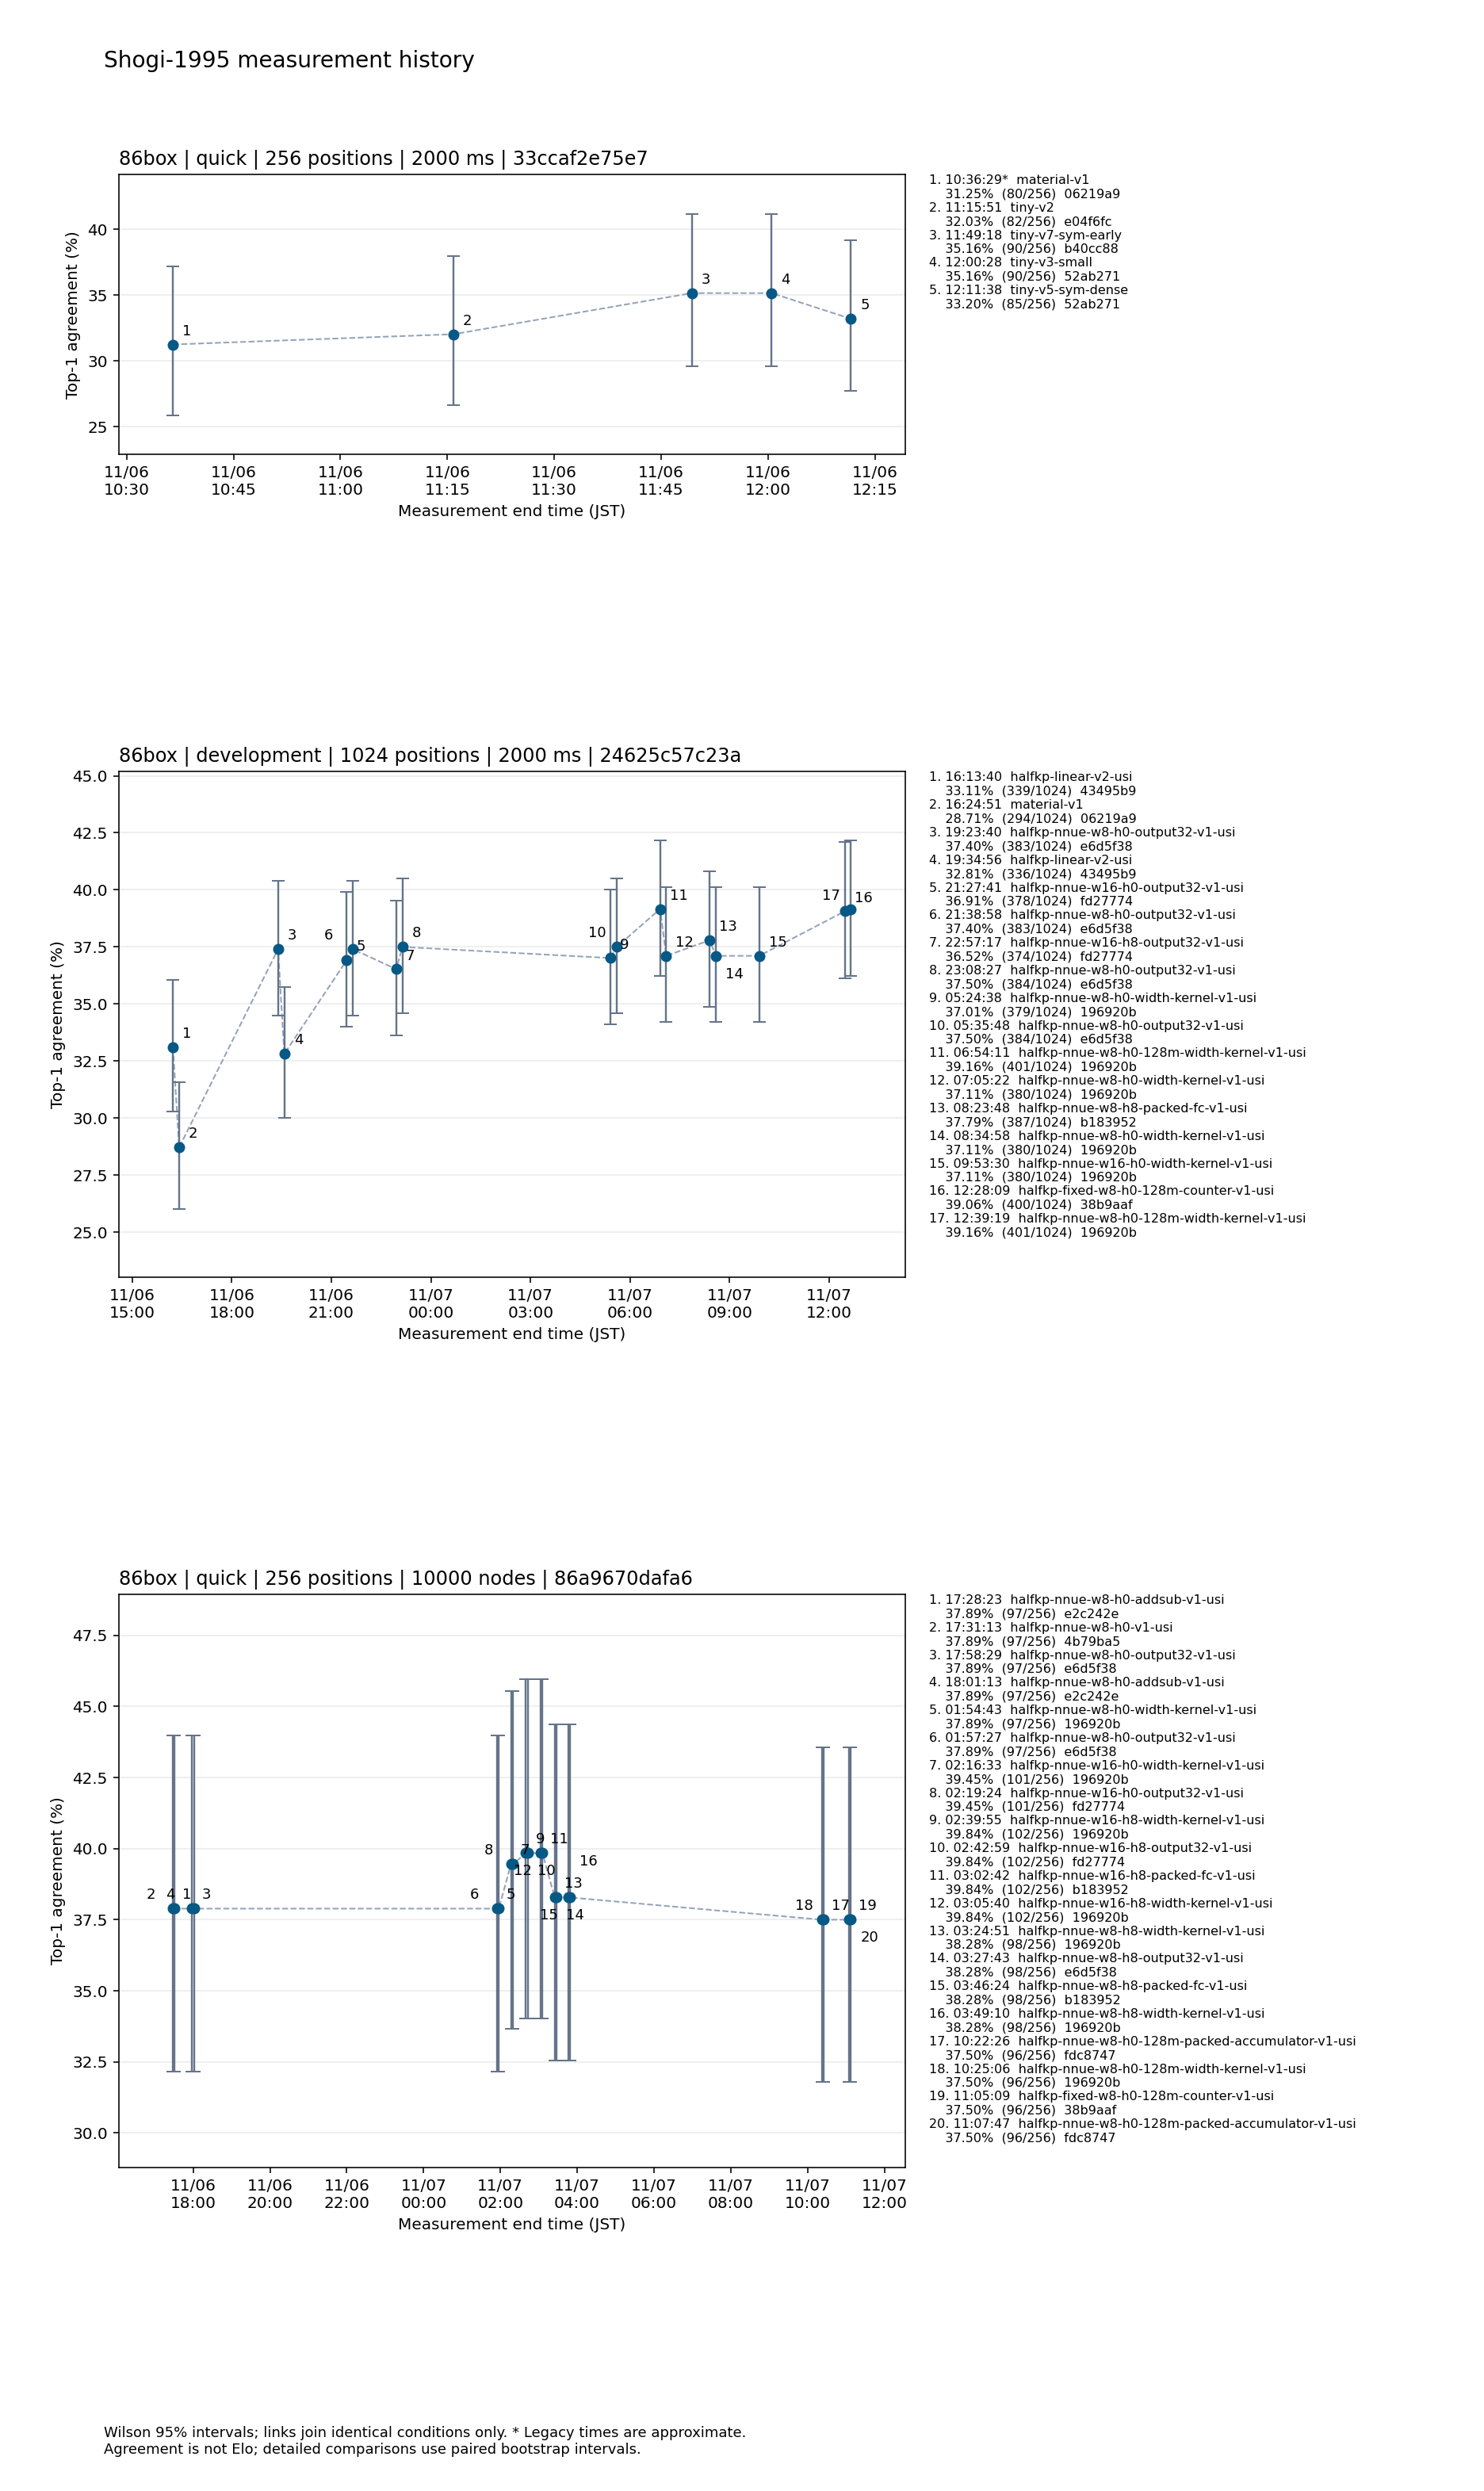 Shogi-1995 measurement history
86box | quick | 256 positions | 2000 ms | 33ccaf2e75e7
Top-1 agreement (%)
40
35
30
25
1
2
3
4
5
11/06 11/06 11/06 11/06 11/06 11/06 11/06 11/06
10:30 10:45 11:00 11:15 11:30 11:45 12:00 12:15
Measurement end time (JST)
1. 10:36:29* material-v1
31.25% (80/256) 06219a9
2. 11:15:51 tiny-v2
32.03% (82/256) e04f6fc
3. 11:49:18 tiny-v7-sym-early
35.16% (90/256) b40cc88
4. 12:00:28 tiny-v3-small
35.16% (90/256) 52ab271
5. 12:11:38 tiny-v5-sym-dense
33.20% (85/256) 52ab271
86box | development | 1024 positions | 2000 ms | 24625c57c23a
Top-1 agreement (%)
45.0
42.5
40.0
37.5
35.0
32.5
30.0
27.5
25.0
1
2
3
4
6
5
8
7
10
9
11
12
13
14
15
17
16
11/06 11/06 11/06 11/07 11/07 11/07 11/07 11/07
15:00 18:00 21:00 00:00 03:00 06:00 09:00 12:00
Measurement end time (JST)
1. 16:13:40 halfkp-linear-v2-usi
33.11% (339/1024) 43495b9
2. 16:24:51 material-v1
28.71% (294/1024) 06219a9
3. 19:23:40 halfkp-nnue-w8-h0-output32-v1-usi
37.40% (383/1024) e6d5f38
4. 19:34:56 halfkp-linear-v2-usi
32.81% (336/1024) 43495b9
5. 21:27:41 halfkp-nnue-w16-h0-output32-v1-usi
36.91% (378/1024) fd27774
6. 21:38:58 halfkp-nnue-w8-h0-output32-v1-usi
37.40% (383/1024) e6d5f38
7. 22:57:17 halfkp-nnue-w16-h8-output32-v1-usi
36.52% (374/1024) fd27774
8. 23:08:27 halfkp-nnue-w8-h0-output32-v1-usi
37.50% (384/1024) e6d5f38
9. 05:24:38 halfkp-nnue-w8-h0-width-kernel-v1-usi
37.01% (379/1024) 196920b
10. 05:35:48 halfkp-nnue-w8-h0-output32-v1-usi
37.50% (384/1024) e6d5f38
11. 06:54:11 halfkp-nnue-w8-h0-128m-width-kernel-v1-usi
39.16% (401/1024) 196920b
12. 07:05:22 halfkp-nnue-w8-h0-width-kernel-v1-usi
37.11% (380/1024) 196920b
13. 08:23:48 halfkp-nnue-w8-h8-packed-fc-v1-usi
37.79% (387/1024) b183952
14. 08:34:58 halfkp-nnue-w8-h0-width-kernel-v1-usi
37.11% (380/1024) 196920b
15. 09:53:30 halfkp-nnue-w16-h0-width-kernel-v1-usi
37.11% (380/1024) 196920b
16. 12:28:09 halfkp-fixed-w8-h0-128m-counter-v1-usi
39.06% (400/1024) 38b9aaf
17. 12:39:19 halfkp-nnue-w8-h0-128m-width-kernel-v1-usi
39.16% (401/1024) 196920b
86box | quick | 256 positions | 10000 nodes | 86a9670dafa6
Top-1 agreement (%)
47.5
45.0
42.5
40.0
37.5
35.0
32.5
30.0
2 4 1 3
6 5
8 7
9 11
12 10
13
16
15 14
18 17 19
20
11/06 11/06 11/06 11/07 11/07 11/07 11/07 11/07 11/07 11/07
18:00 20:00 22:00 00:00 02:00 04:00 06:00 08:00 10:00 12:00
Measurement end time (JST)
1. 17:28:23 halfkp-nnue-w8-h0-addsub-v1-usi
37.89% (97/256) e2c242e
2. 17:31:13 halfkp-nnue-w8-h0-v1-usi
37.89% (97/256) 4b79ba5
3. 17:58:29 halfkp-nnue-w8-h0-output32-v1-usi
37.89% (97/256) e6d5f38
4. 18:01:13 halfkp-nnue-w8-h0-addsub-v1-usi
37.89% (97/256) e2c242e
5. 01:54:43 halfkp-nnue-w8-h0-width-kernel-v1-usi
37.89% (97/256) 196920b
6. 01:57:27 halfkp-nnue-w8-h0-output32-v1-usi
37.89% (97/256) e6d5f38
7. 02:16:33 halfkp-nnue-w16-h0-width-kernel-v1-usi
39.45% (101/256) 196920b
8. 02:19:24 halfkp-nnue-w16-h0-output32-v1-usi
39.45% (101/256) fd27774
9. 02:39:55 halfkp-nnue-w16-h8-width-kernel-v1-usi
39.84% (102/256) 196920b
10. 02:42:59 halfkp-nnue-w16-h8-output32-v1-usi
39.84% (102/256) fd27774
11. 03:02:42 halfkp-nnue-w16-h8-packed-fc-v1-usi
39.84% (102/256) b183952
12. 03:05:40 halfkp-nnue-w16-h8-width-kernel-v1-usi
39.84% (102/256) 196920b
13. 03:24:51 halfkp-nnue-w8-h8-width-kernel-v1-usi
38.28% (98/256) 196920b
14. 03:27:43 halfkp-nnue-w8-h8-output32-v1-usi
38.28% (98/256) e6d5f38
15. 03:46:24 halfkp-nnue-w8-h8-packed-fc-v1-usi
38.28% (98/256) b183952
16. 03:49:10 halfkp-nnue-w8-h8-width-kernel-v1-usi
38.28% (98/256) 196920b
17. 10:22:26 halfkp-nnue-w8-h0-128m-packed-accumulator-v1-usi
37.50% (96/256) fdc8747
18. 10:25:06 halfkp-nnue-w8-h0-128m-width-kernel-v1-usi
37.50% (96/256) 196920b
19. 11:05:09 halfkp-fixed-w8-h0-128m-counter-v1-usi
37.50% (96/256) 38b9aaf
20. 11:07:47 halfkp-nnue-w8-h0-128m-packed-accumulator-v1-usi
37.50% (96/256) fdc8747
Wilson 95% intervals; links join identical conditions only. * Legacy times are approximate.
Agreement is not Elo; detailed comparisons use paired bootstrap intervals.